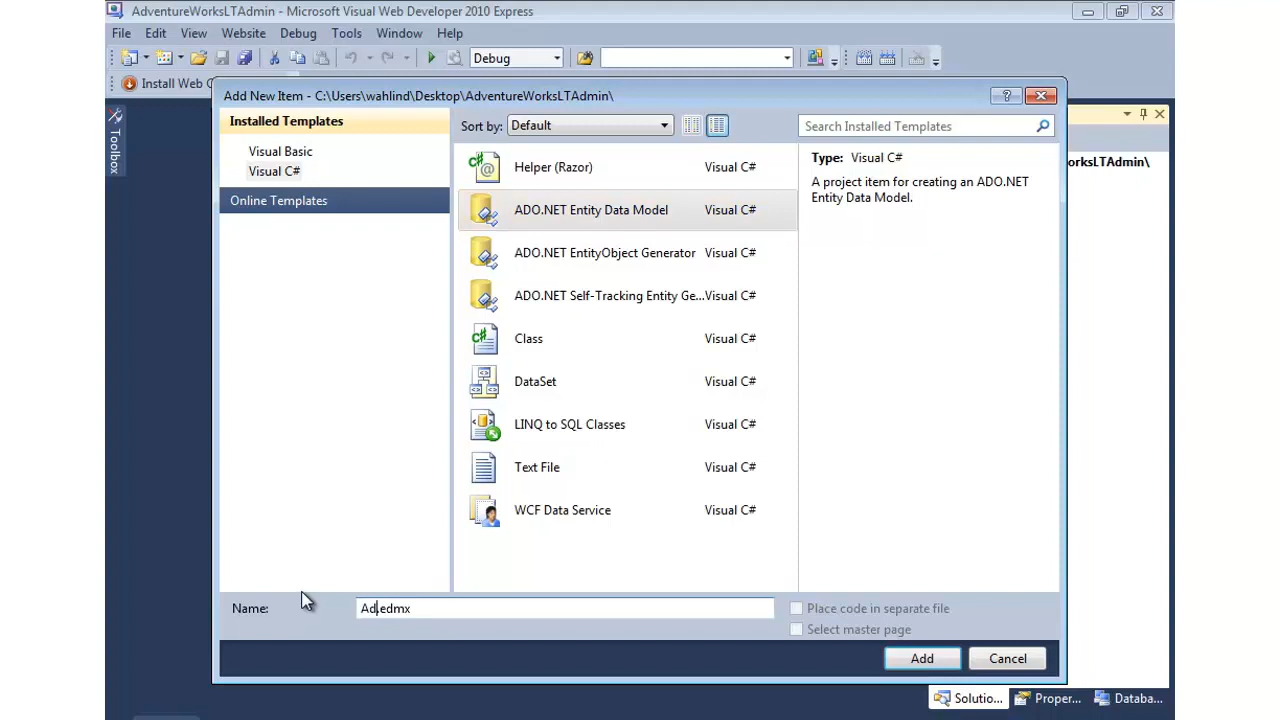 AdventureWorksLTAdmin - Microsoft Visual Web Developer 2010 Express
File Edit View Website Debug Tools Window Help
Debug
Install Web
Toolbox
Add New Item - C:\Users\wahlind\Desktop\AdventureWorksLTAdmin\
Installed Templates
Visual Basic
Visual C#
Online Templates
Sort by: Default
Search Installed Templates
Helper (Razor) Visual C#
ADO.NET Entity Data Model Visual C#
ADO.NET EntityObject Generator Visual C#
ADO.NET Self-Tracking Entity Ge... Visual C#
Class Visual C#
DataSet Visual C#
LINQ to SQL Classes Visual C#
Text File Visual C#
WCF Data Service Visual C#
Type: Visual C#
A project item for creating an ADO.NET
Entity Data Model.
orksLTAdmin\
Name: Ad.edmx
Place code in separate file
Select master page
Add Cancel
Solutio... Proper... Databa...